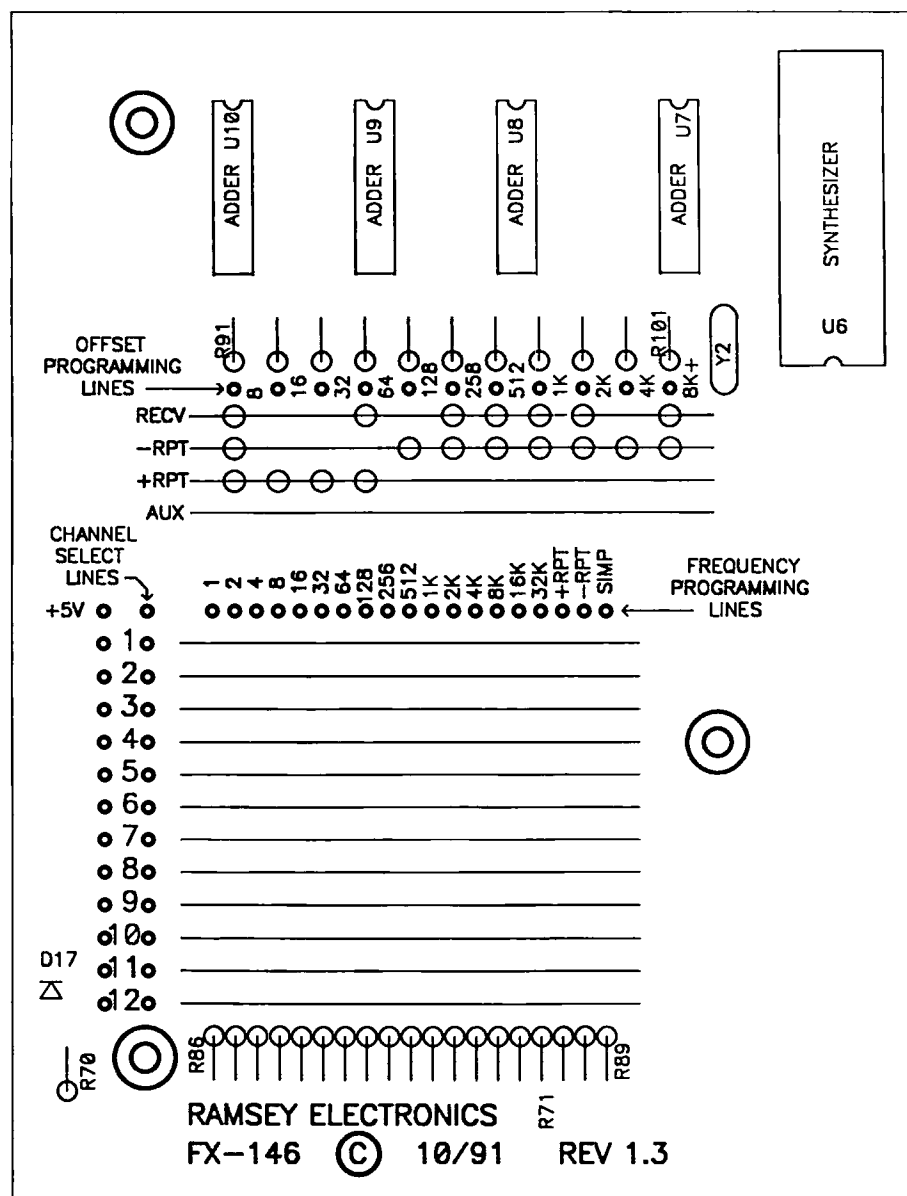 ADDER U10
ADDER U9
ADDER U8
ADDER U7
SYNTHESIZER
U6
R91
R101
Y2
OFFSET
PROGRAMMING
LINES
8 16 32 64 128 258 512 1K 2K 4K 8K+
RECV
-RPT
+RPT
AUX
CHANNEL
SELECT
LINES
1 2 4 8 16 32 64 128 256 512 1K 2K 4K 8K 16K 32K +RPT -RPT SIMP
FREQUENCY
PROGRAMMING
LINES
+5V
1
2
3
4
5
6
7
8
9
10
11
12
D17
R70
R86
R89
R71
RAMSEY ELECTRONICS
FX-146 © 10/91 REV 1.3